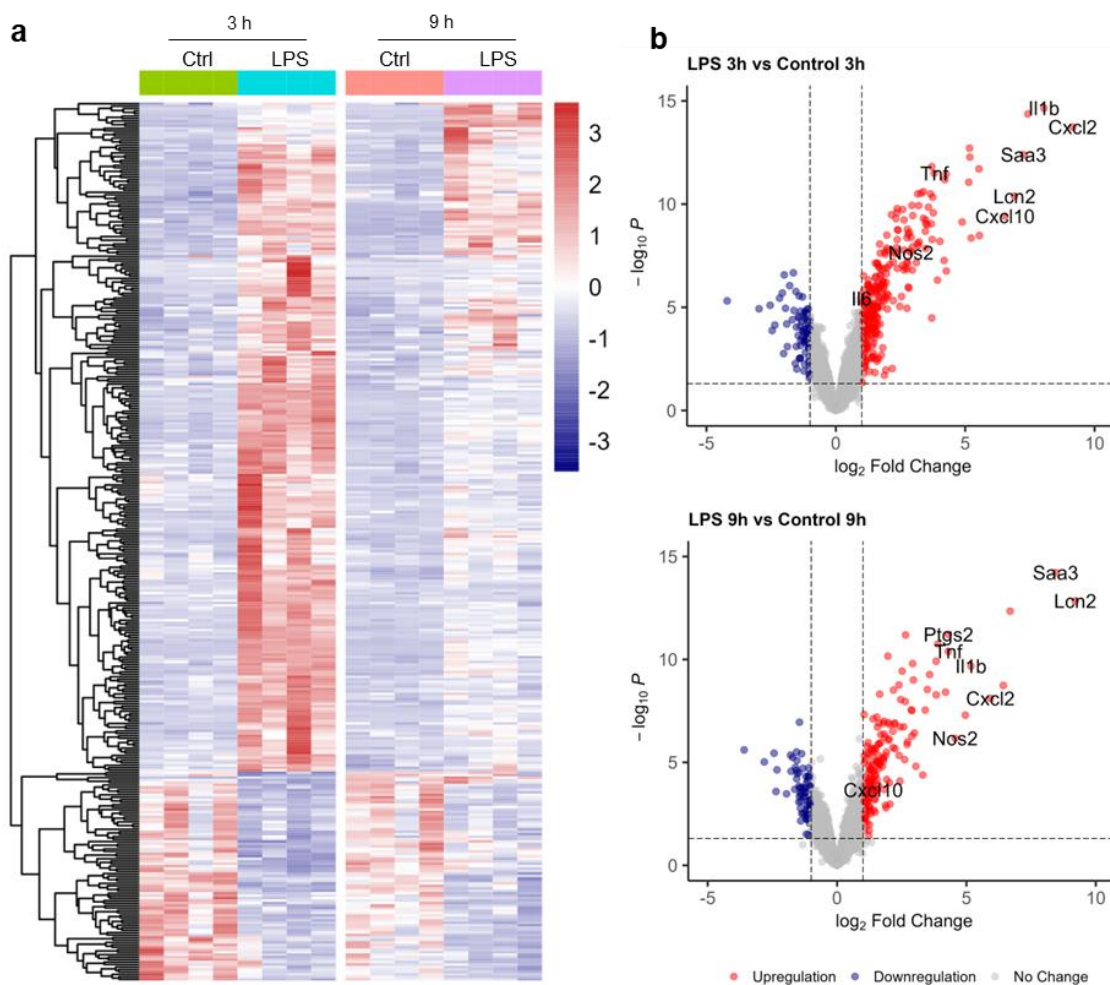 a
3 h
9 h
Ctrl
LPS
Ctrl
LPS
3
2
1
0
-1
-2
-3
b
LPS 3h vs Control 3h
15
10
5
0
− log10 P
Il1b
Cxcl2
Saa3
Tnf
Lcn2
Cxcl10
Nos2
Il6
-5
0
5
10
log2 Fold Change
LPS 9h vs Control 9h
15
10
5
0
− log10 P
Saa3
Lcn2
Ptgs2
Tnf
Il1b
Cxcl2
Nos2
Cxcl10
-5
0
5
10
log2 Fold Change
Upregulation
Downregulation
No Change